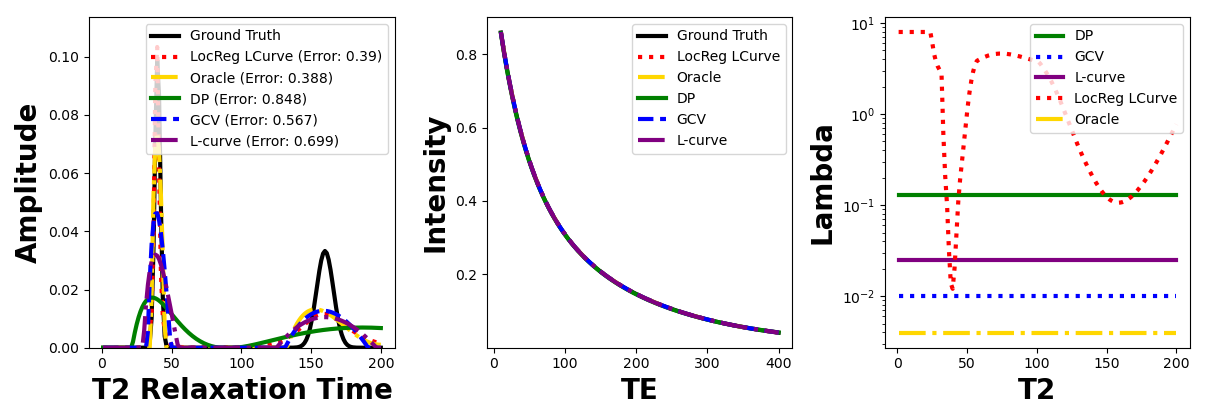 Amplitude
0.00
0.02
0.04
0.06
0.08
0.10
0
50
100
150
200
T2 Relaxation Time
Ground Truth
LocReg LCurve (Error: 0.39)
Oracle (Error: 0.388)
DP (Error: 0.848)
GCV (Error: 0.567)
L-curve (Error: 0.699)
Intensity
0.2
0.4
0.6
0.8
0
100
200
300
400
TE
Ground Truth
LocReg LCurve
Oracle
DP
GCV
L-curve
Lambda
10^1
10^0
10^−1
10^−2
0
50
100
150
200
T2
DP
GCV
L-curve
LocReg LCurve
Oracle